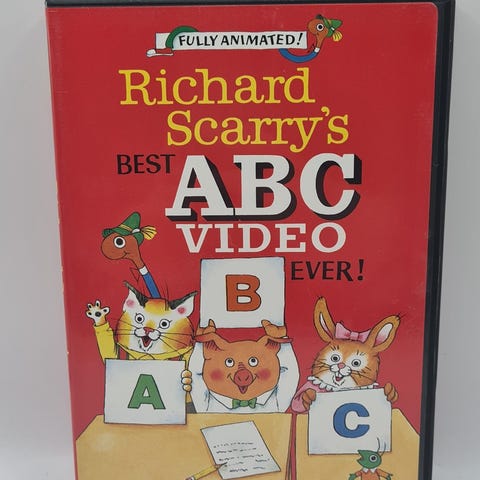 FULLY ANIMATED!
Richard
Scarry's
BEST ABC
VIDEO
EVER!
B
A
C